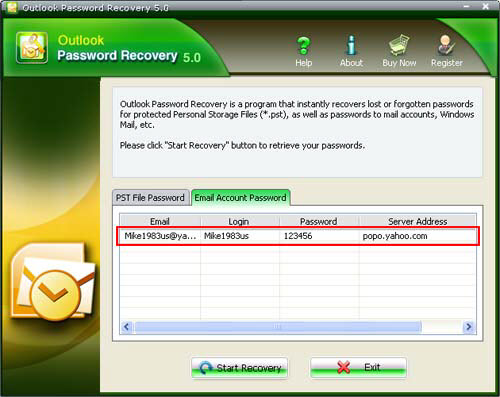 Outlook Password Recovery 5.0
Outlook
Password Recovery 5.0
Help
About
Buy Now
Register
Outlook Password Recovery is a program that instantly recovers lost or forgotten passwords
for protected Personal Storage Files (*.pst), as well as passwords to mail accounts, Windows
Mail, etc.
Please click "Start Recovery" button to retrieve your passwords.
PST File Password Email Account Password
Email Login Password Server Address
Mike1983us@ya... Mike1983us 123456 popo.yahoo.com
Start Recovery Exit